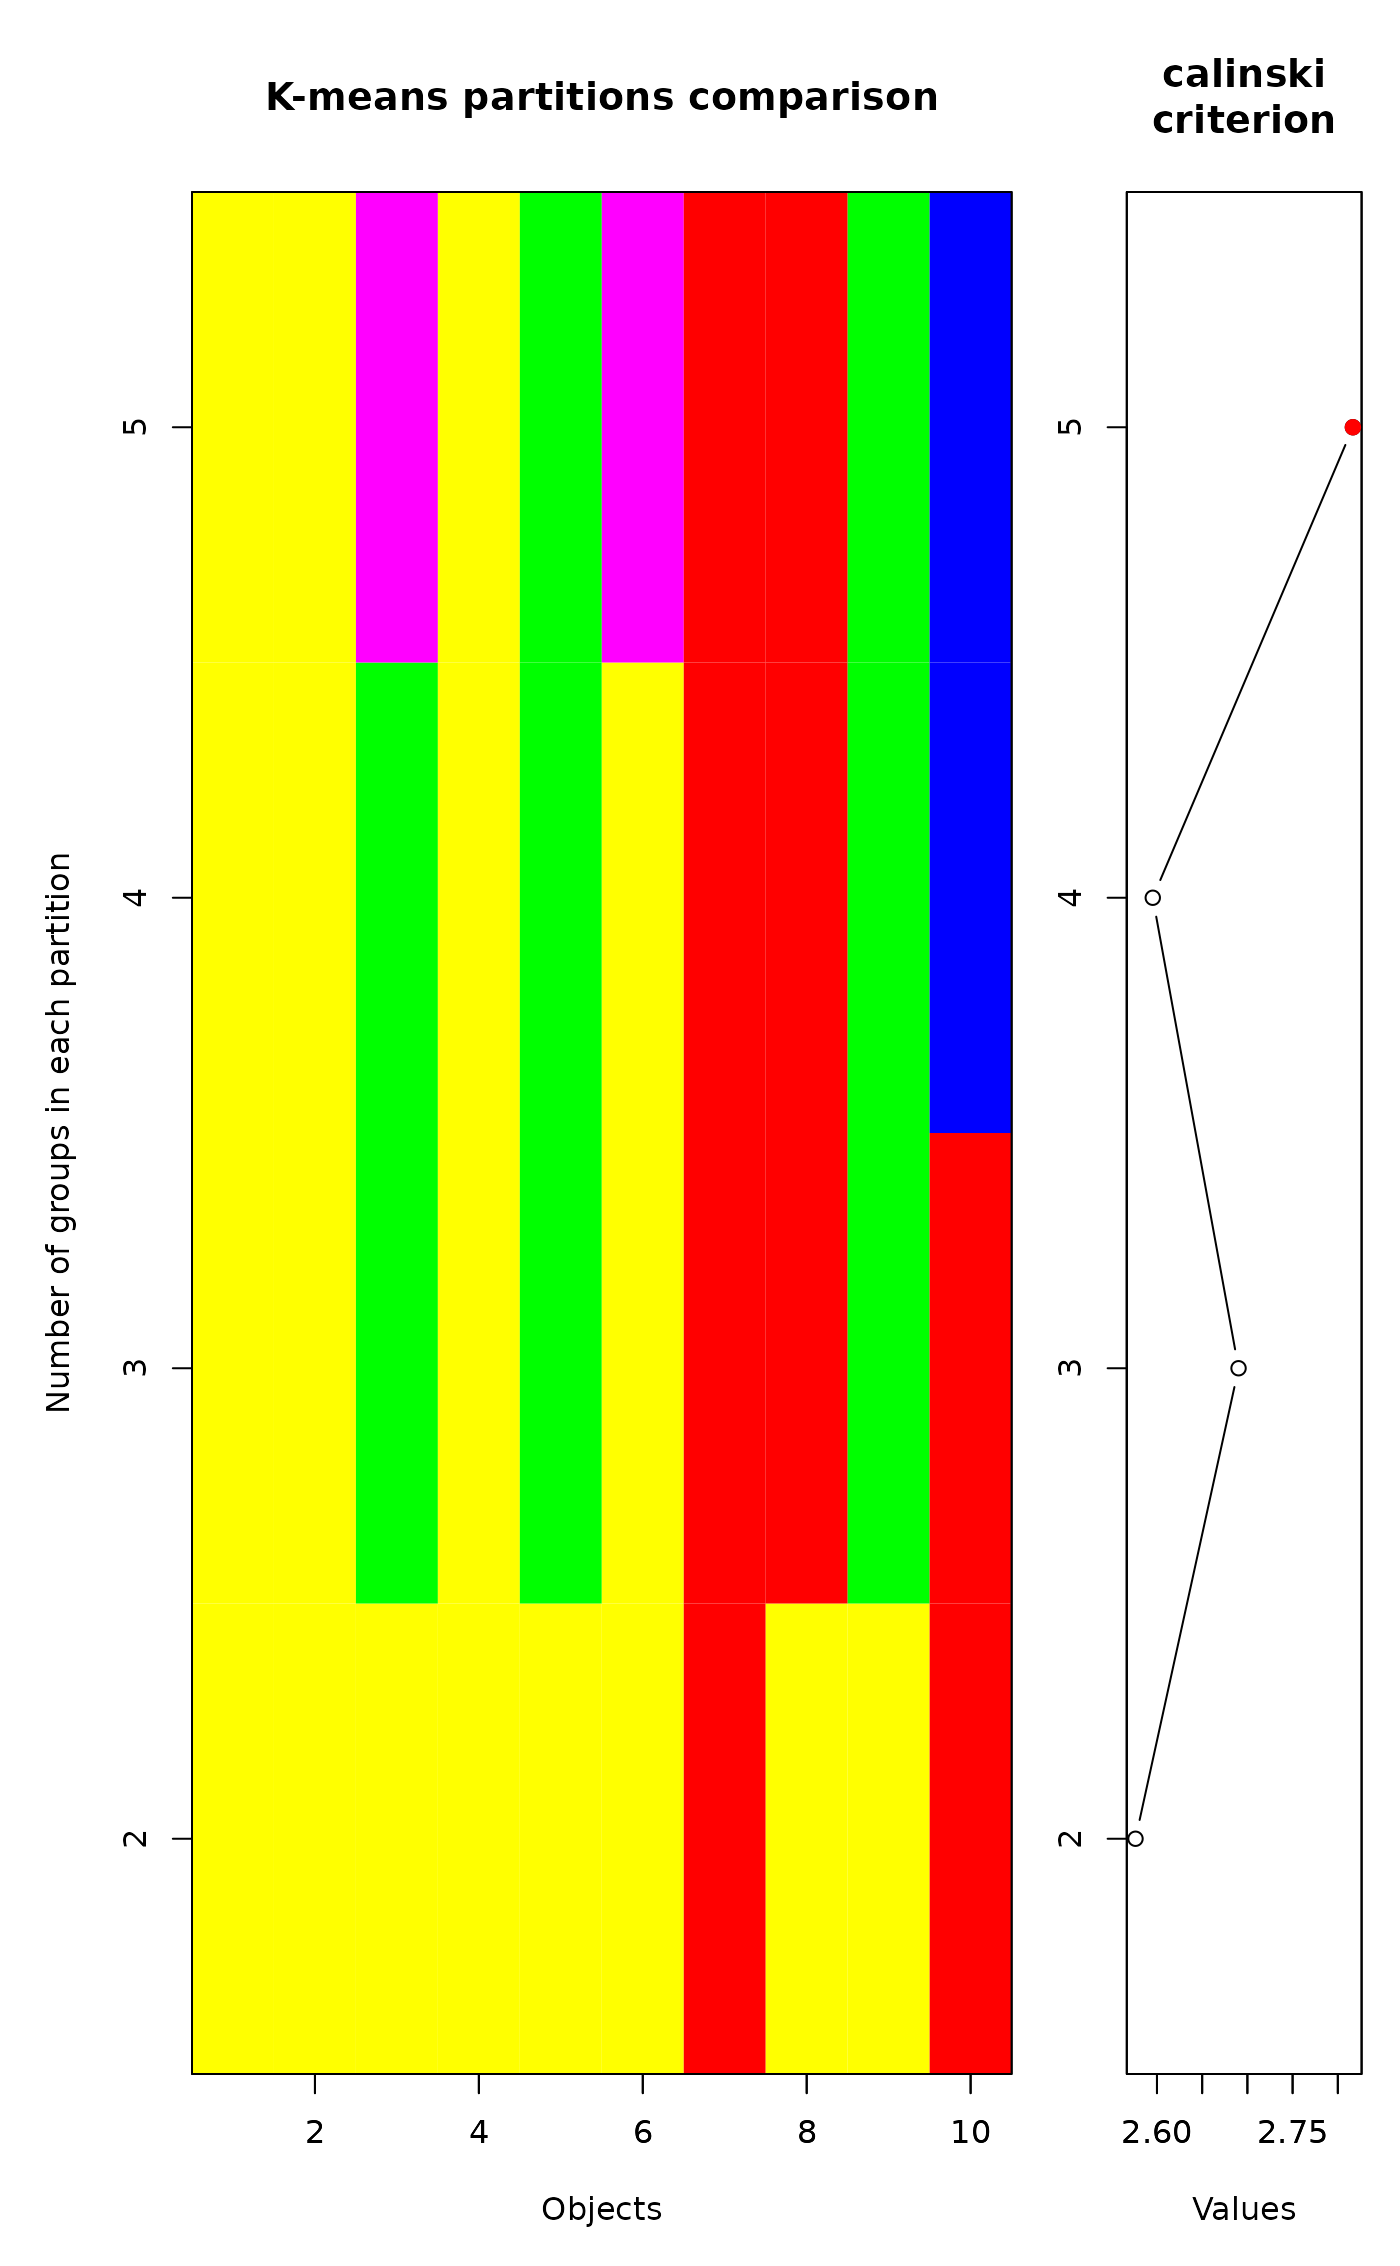 K-means partitions comparison
calinski
criterion
Number of groups in each partition
5
4
3
2
2 4 6 8 10
Objects
5
4
3
2
2.60 2.75
Values